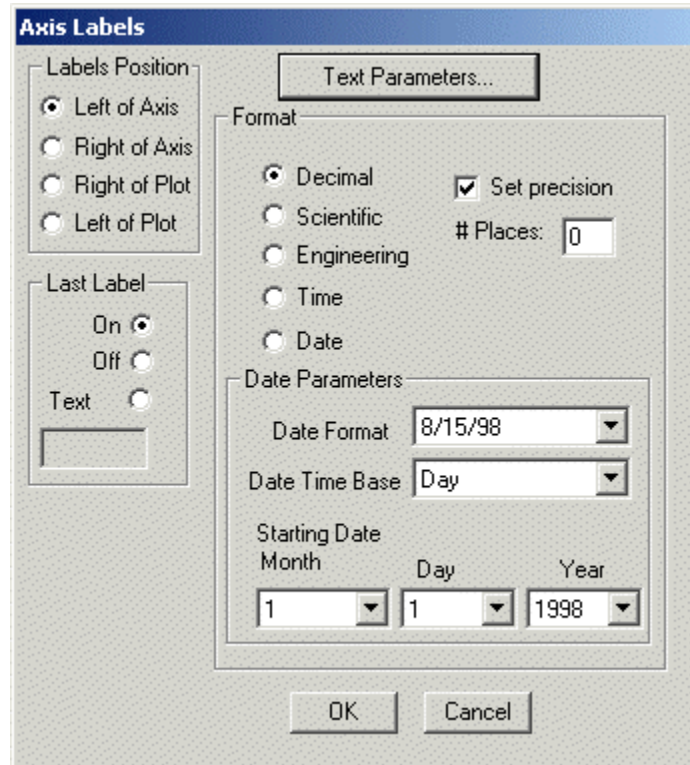 Axis Labels
Labels Position
Left of Axis
Right of Axis
Right of Plot
Left of Plot
Last Label
On
Off
Text
Text Parameters...
Format
Decimal
Scientific
Engineering
Time
Date
Set precision
# Places: 0
Date Parameters
Date Format 8/15/98
Date Time Base Day
Starting Date
Month Day Year
1 1 1998
OK Cancel